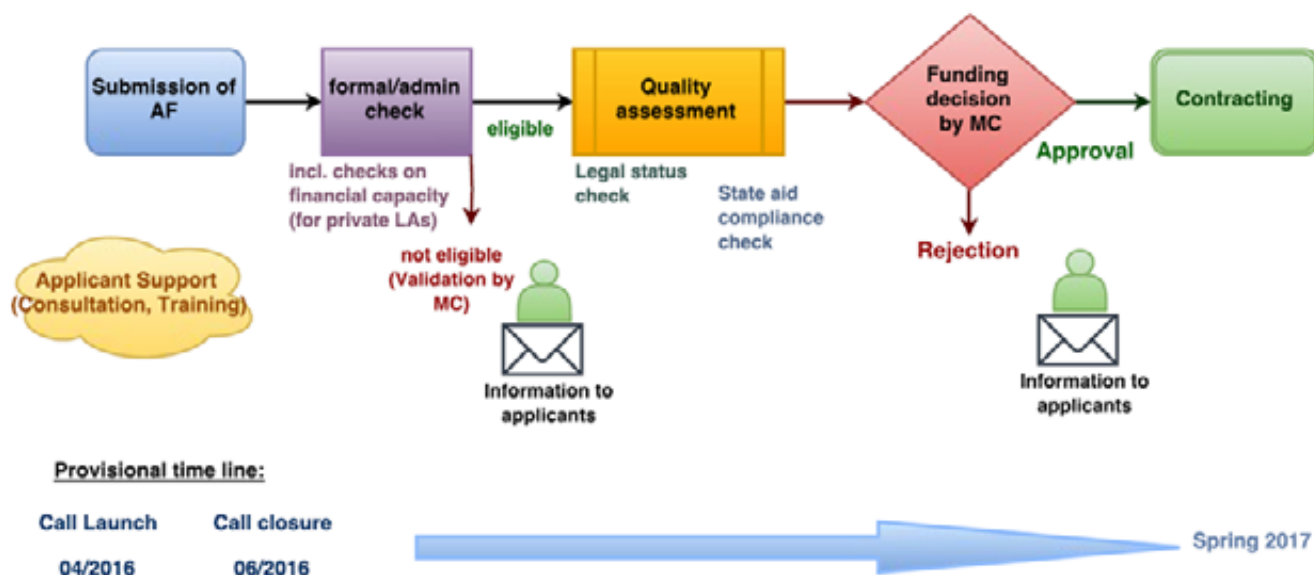 Submission of
AF
formal/admin
check
eligible
Quality
assessment
Funding
decision
by MC
Approval
Contracting
incl. checks on
financial capacity
(for private LAs)
Legal status
check
State aid
compliance
check
not eligible
(Validation by
MC)
Rejection
Applicant Support
(Consultation, Training)
Information to
applicants
Information to
applicants
Provisional time line:
Call Launch
Call closure
04/2016
06/2016
Spring 2017